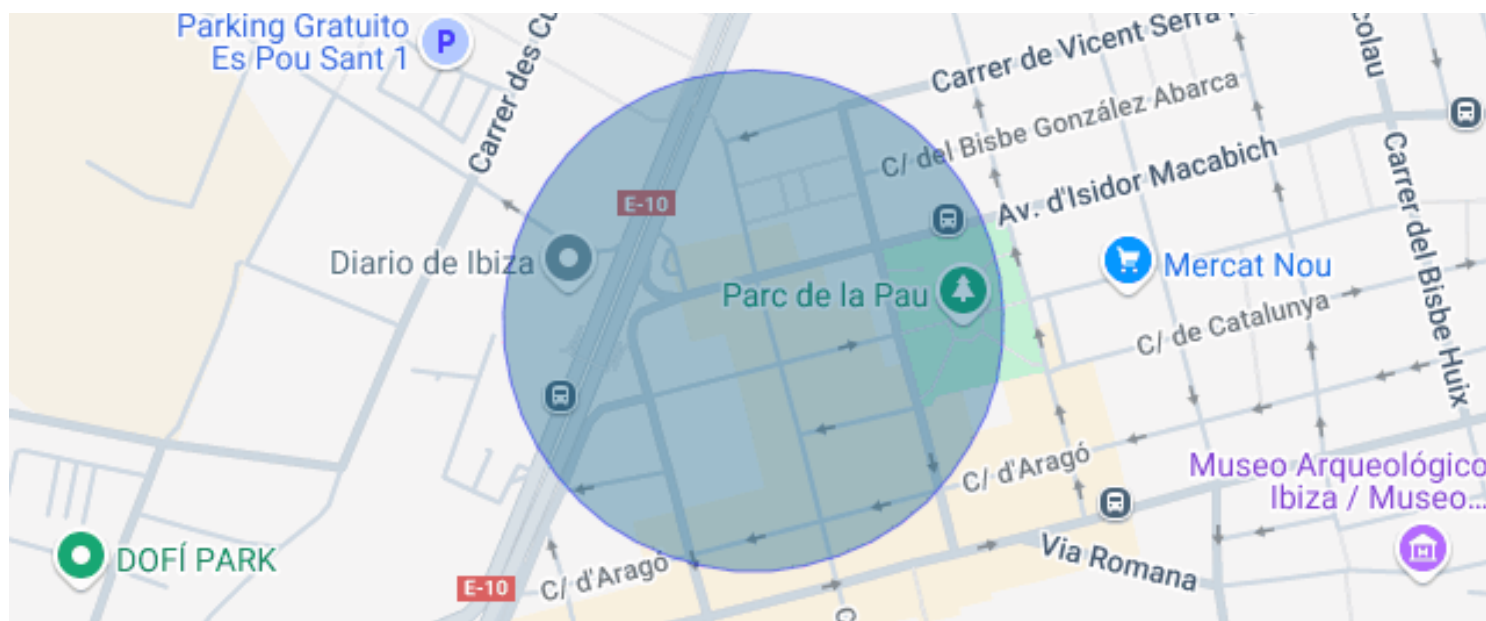 Parking Gratuito
Es Pou Sant 1
P
Carrer des Cu
Carrer de Vicent Serra
colau
C/ del Bisbe González Abarca
E-10
Av. d'Isidor Macabich
Carrer del Bisbe Huix
Diario de Ibiza
Mercat Nou
Parc de la Pau
C/ de Catalunya
C/ d'Aragó
Museo Arqueológico
Ibiza / Museo...
Via Romana
DOFÍ PARK
E-10
C/ d'Aragó